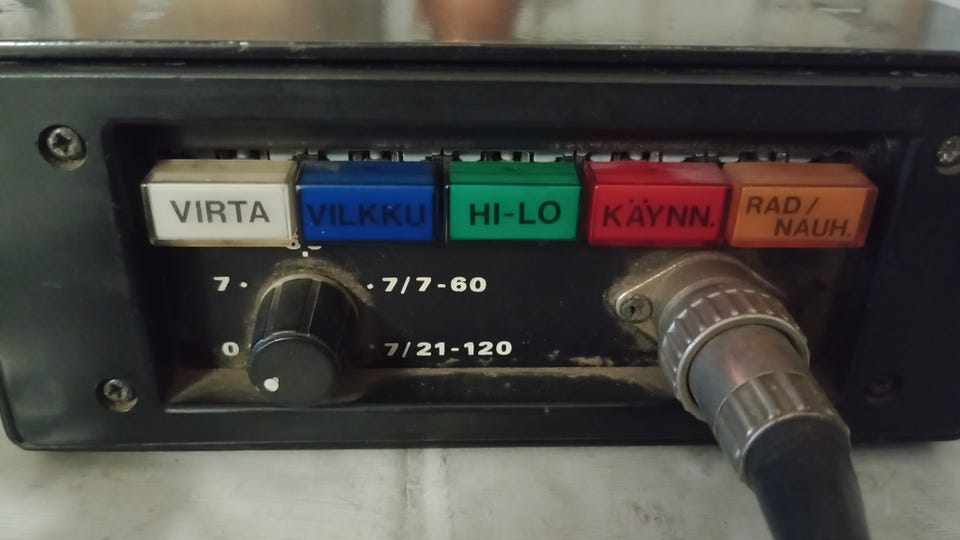 VIRTA
VILKKU
HI-LO
KÄYNN.
RAD/
NAUH.
7
7/7-60
0
7/21-120